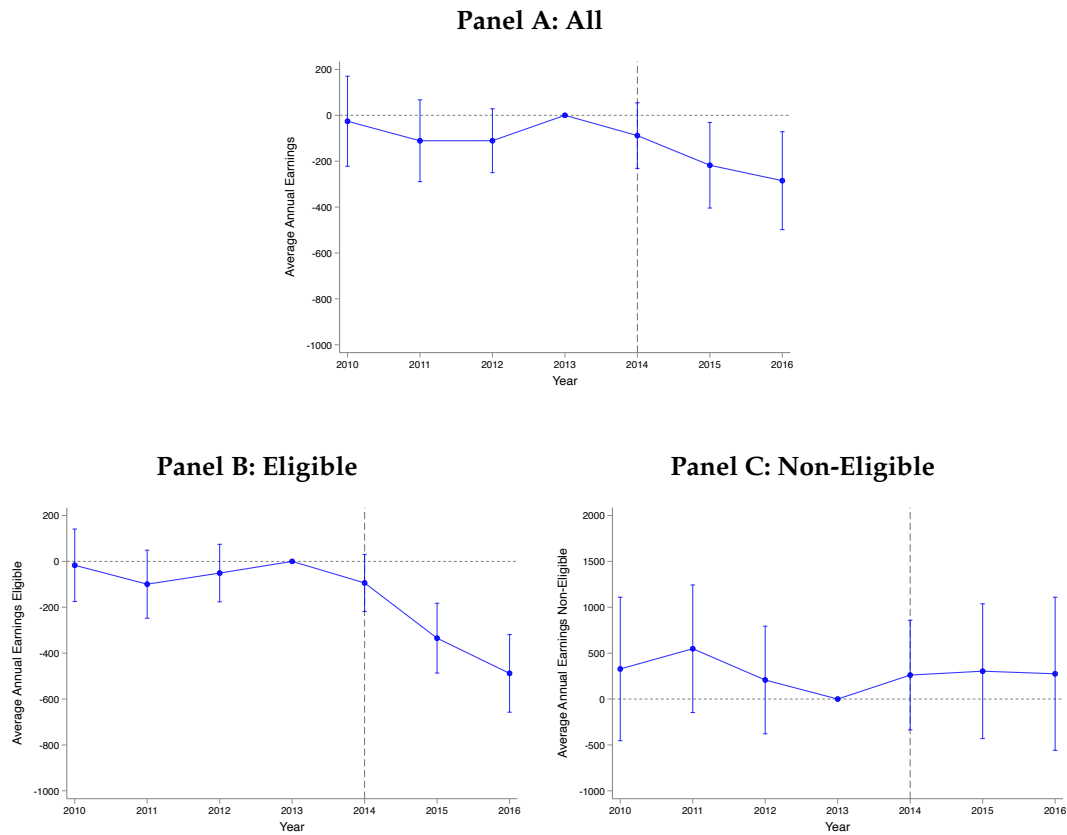 Panel A: All
Average Annual Earnings
200
0
-200
-400
-600
-800
-1000
2010 2011 2012 2013 2014 2015 2016
Year
Panel B: Eligible
Average Annual Earnings Eligible
200
0
-200
-400
-600
-800
-1000
2010 2011 2012 2013 2014 2015 2016
Year
Panel C: Non-Eligible
Average Annual Earnings Non-Eligible
2000
1500
1000
500
0
-500
-1000
2010 2011 2012 2013 2014 2015 2016
Year